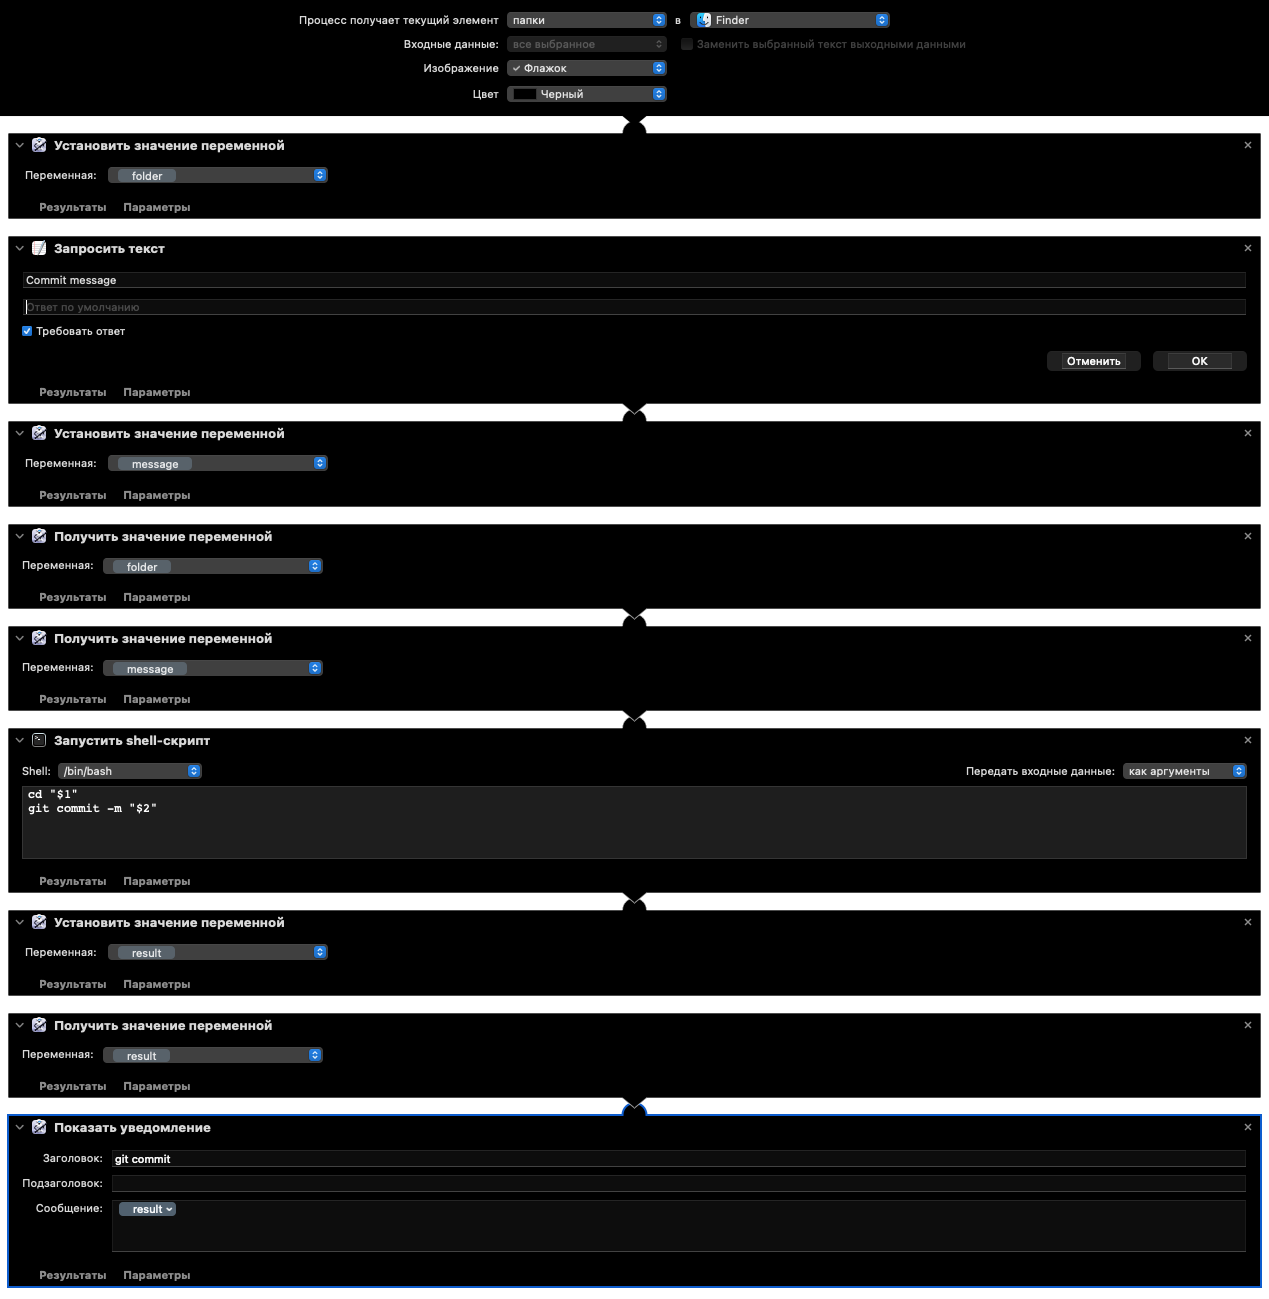 Процесс получает текущий элемент папки в Finder
Входные данные: все выбранное Заменить выбранный текст выходными данными
Изображение ✓ Флажок
Цвет Черный
Установить значение переменной
Переменная: folder
Результаты Параметры
Запросить текст
Commit message
Ответ по умолчанию
Требовать ответ
Отменить OK
Результаты Параметры
Установить значение переменной
Переменная: message
Результаты Параметры
Получить значение переменной
Переменная: folder
Результаты Параметры
Получить значение переменной
Переменная: message
Результаты Параметры
Запустить shell-скрипт
Shell: /bin/bash Передать входные данные: как аргументы
cd "$1"
git commit -m "$2"
Результаты Параметры
Установить значение переменной
Переменная: result
Результаты Параметры
Получить значение переменной
Переменная: result
Результаты Параметры
Показать уведомление
Заголовок: git commit
Подзаголовок:
Сообщение: result
Результаты Параметры